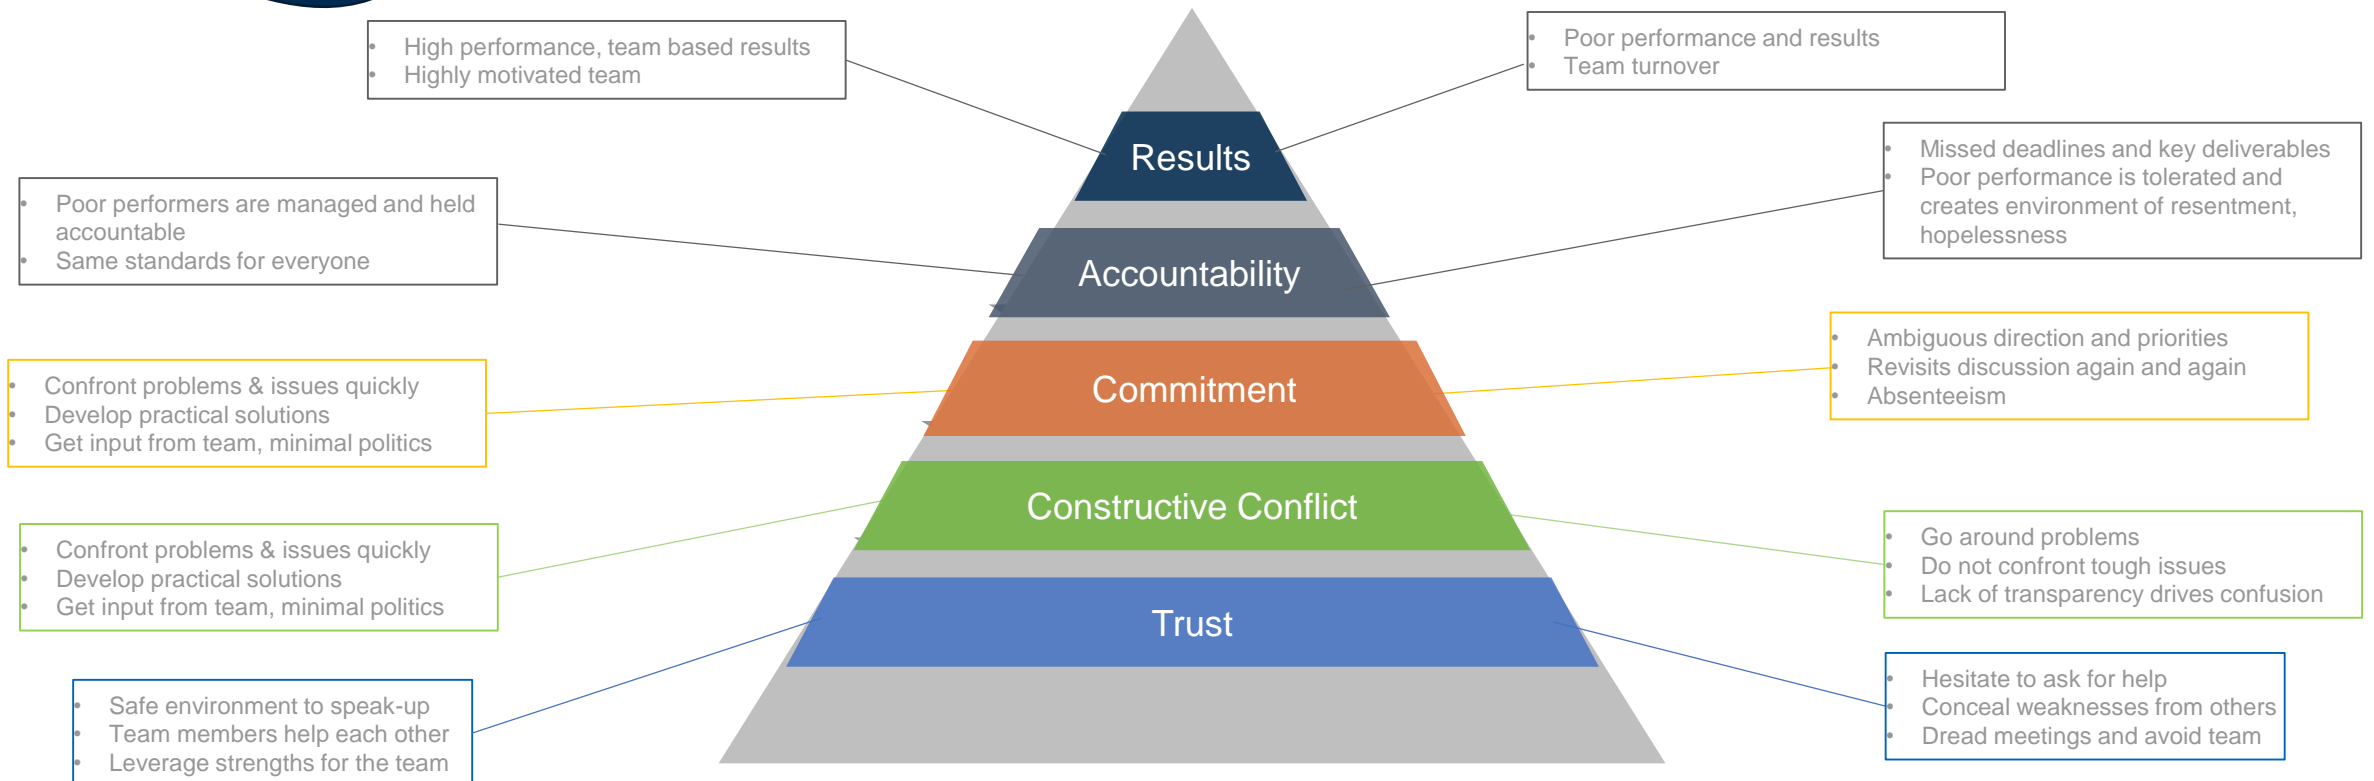 • High performance, team based results
• Highly motivated team
• Poor performance and results
• Team turnover
Results
• Missed deadlines and key deliverables
• Poor performance is tolerated and
creates environment of resentment,
hopelessness
• Poor performers are managed and held
accountable
• Same standards for everyone
Accountability
• Ambiguous direction and priorities
• Revisits discussion again and again
• Absenteeism
• Confront problems & issues quickly
• Develop practical solutions
• Get input from team, minimal politics
Commitment
Constructive Conflict
• Confront problems & issues quickly
• Develop practical solutions
• Get input from team, minimal politics
• Go around problems
• Do not confront tough issues
• Lack of transparency drives confusion
Trust
• Safe environment to speak-up
• Team members help each other
• Leverage strengths for the team
• Hesitate to ask for help
• Conceal weaknesses from others
• Dread meetings and avoid team